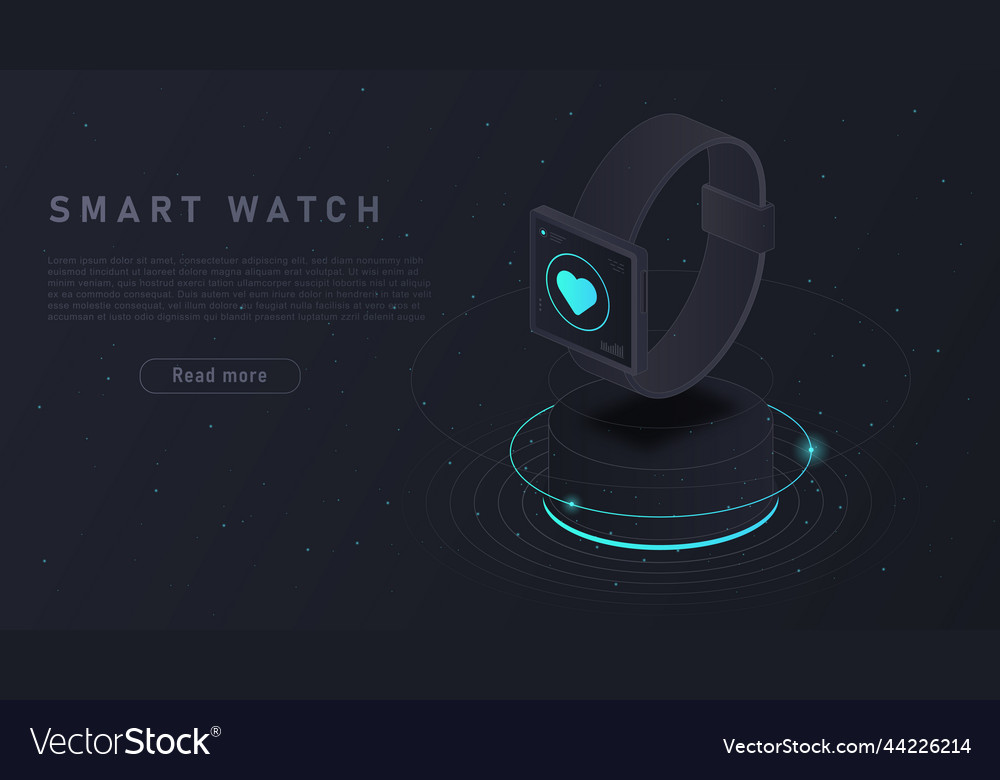 SMART WATCH
Lorem ipsum dolor sit amet, consectetuer adipiscing elit, sed diam nonummy nibh
euismod tincidunt ut laoreet dolore magna aliquam erat volutpat. Ut wisi enim ad
minim veniam, quis nostrud exerci tation ullamcorper suscipit lobortis nisl ut aliquip
ex ea commodo consequat. Duis autem vel eum iriure dolor in hendrerit in tate velit
esse molestie consequat, vel illum dolore eu feugiat nulla facilisis at vero eros et
accumsan et iusto odio dignissim qui blandit praesent luptatum zzril delenit augue
Read more
VectorStock®
VectorStock.com/44226214